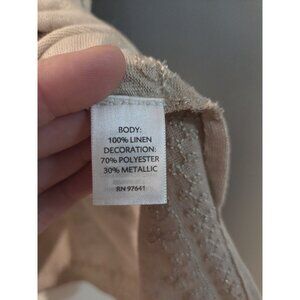 BODY:
100% LINEN
DECORATION:
70% POLYESTER
30% METALLIC
RN 97641